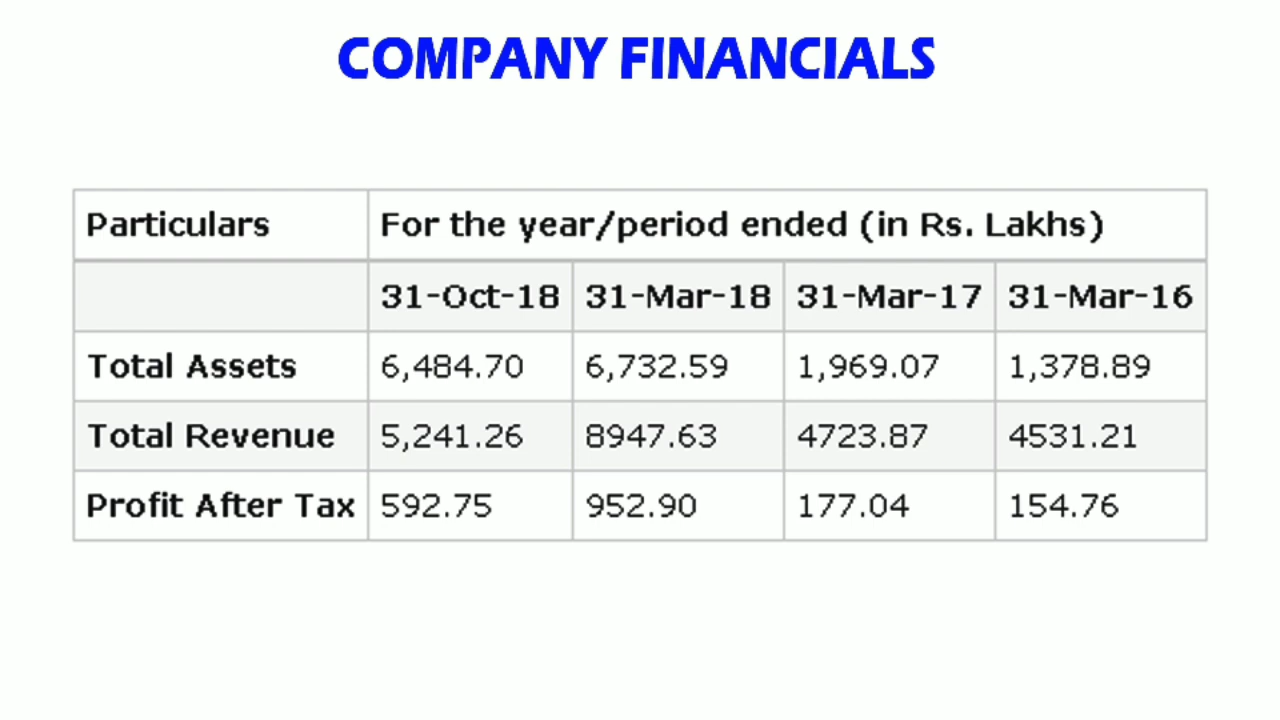 COMPANY FINANCIALS
Particulars For the year/period ended (in Rs. Lakhs)
31-Oct-18 31-Mar-18 31-Mar-17 31-Mar-16
Total Assets 6,484.70 6,732.59 1,969.07 1,378.89
Total Revenue 5,241.26 8947.63 4723.87 4531.21
Profit After Tax 592.75 952.90 177.04 154.76